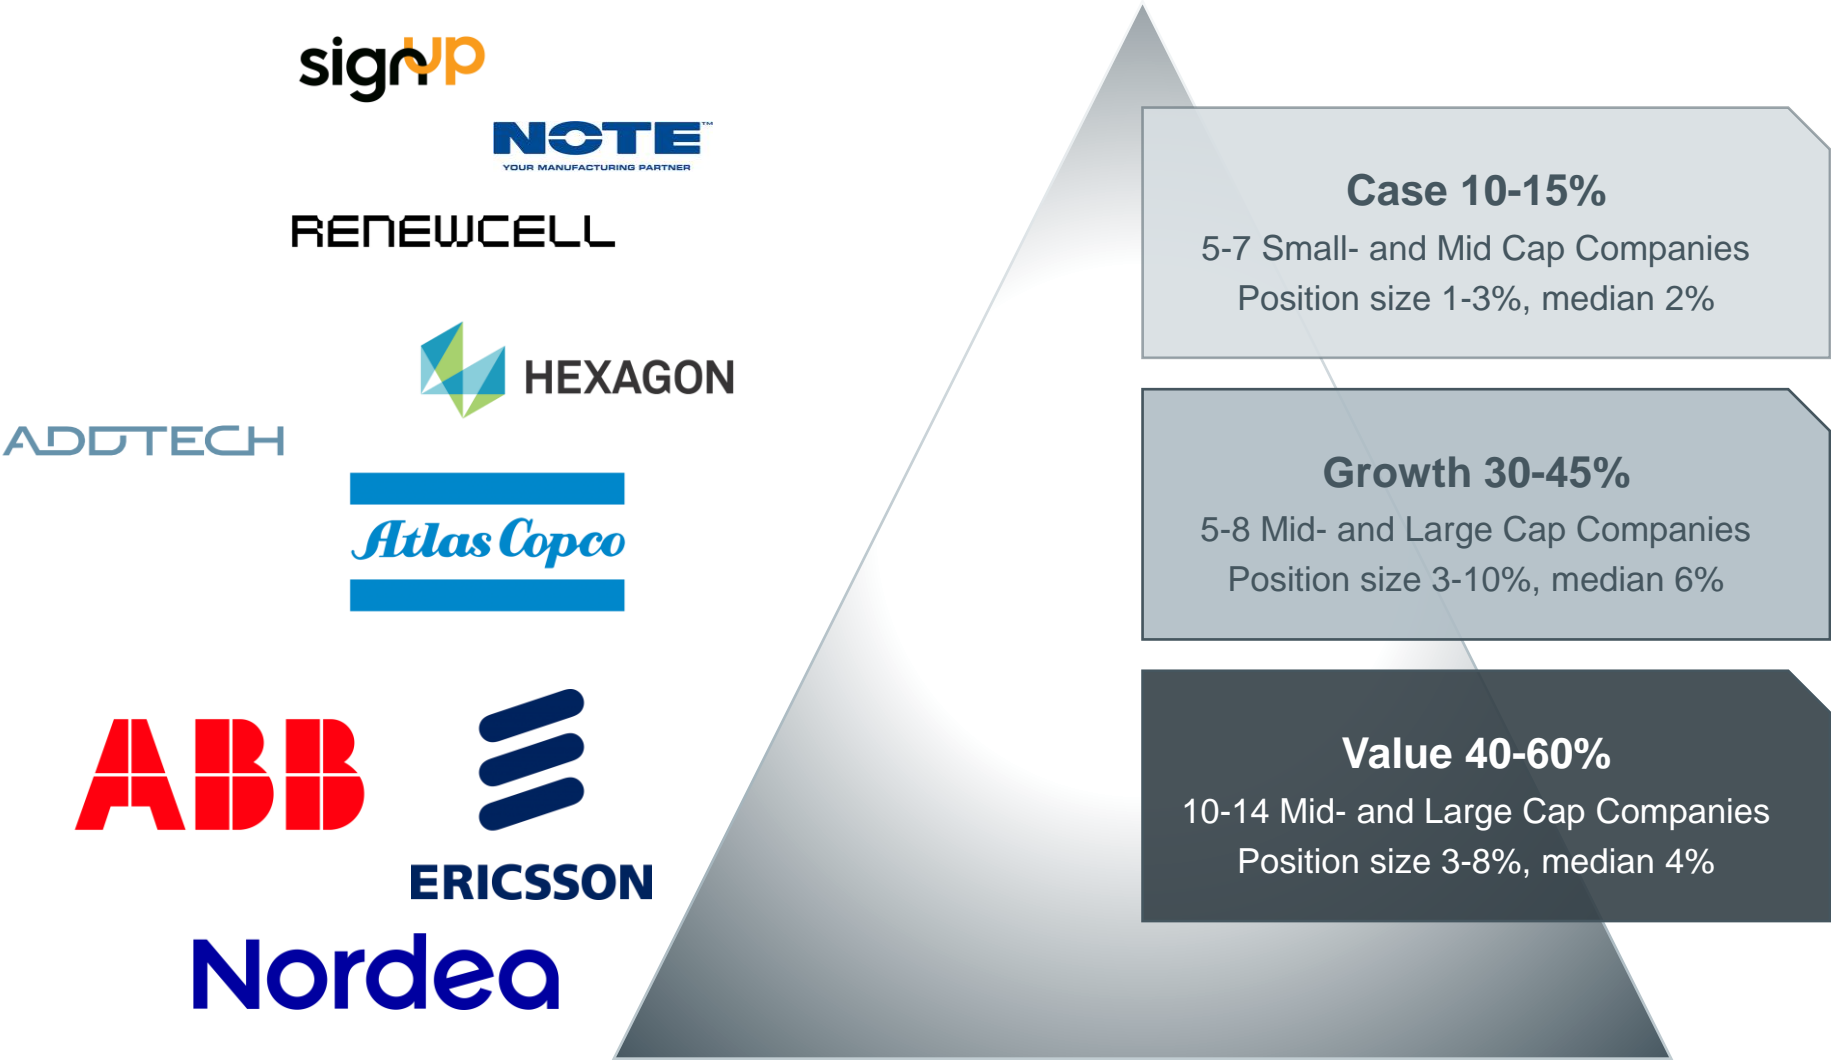 signUP
NOTE™
YOUR MANUFACTURING PARTNER
RENEWCELL
HEXAGON
ADDTECH
Atlas Copco
ABB
ERICSSON
Nordea
Case 10-15%
5-7 Small- and Mid Cap Companies
Position size 1-3%, median 2%
Growth 30-45%
5-8 Mid- and Large Cap Companies
Position size 3-10%, median 6%
Value 40-60%
10-14 Mid- and Large Cap Companies
Position size 3-8%, median 4%